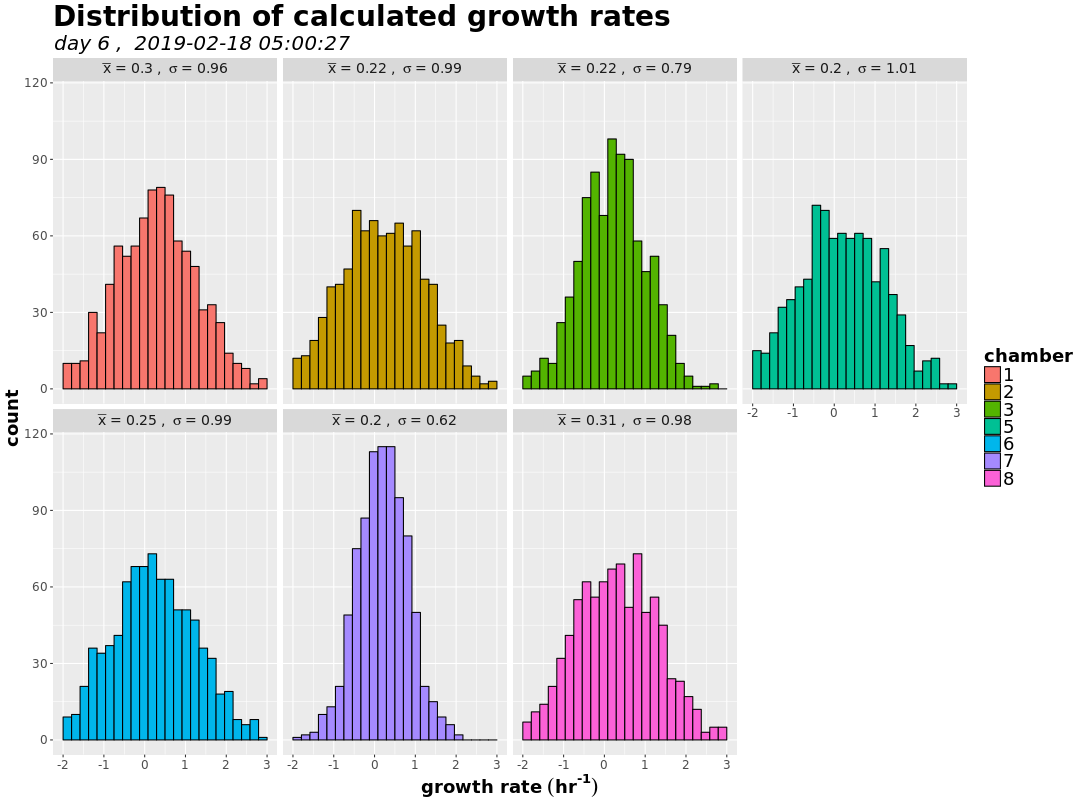 Distribution of calculated growth rates
day 6 , 2019-02-18 05:00:27
x̅ = 0.3 , σ = 0.96
x̅ = 0.22 , σ = 0.99
x̅ = 0.22 , σ = 0.79
x̅ = 0.2 , σ = 1.01
120
90
60
30
0
-2 -1 0 1 2 3
x̅ = 0.25 , σ = 0.99
x̅ = 0.2 , σ = 0.62
x̅ = 0.31 , σ = 0.98
120
90
60
30
0
-2 -1 0 1 2 3
-2 -1 0 1 2 3
-2 -1 0 1 2 3
count
growth rate (hr⁻¹)
chamber
1
2
3
5
6
7
8